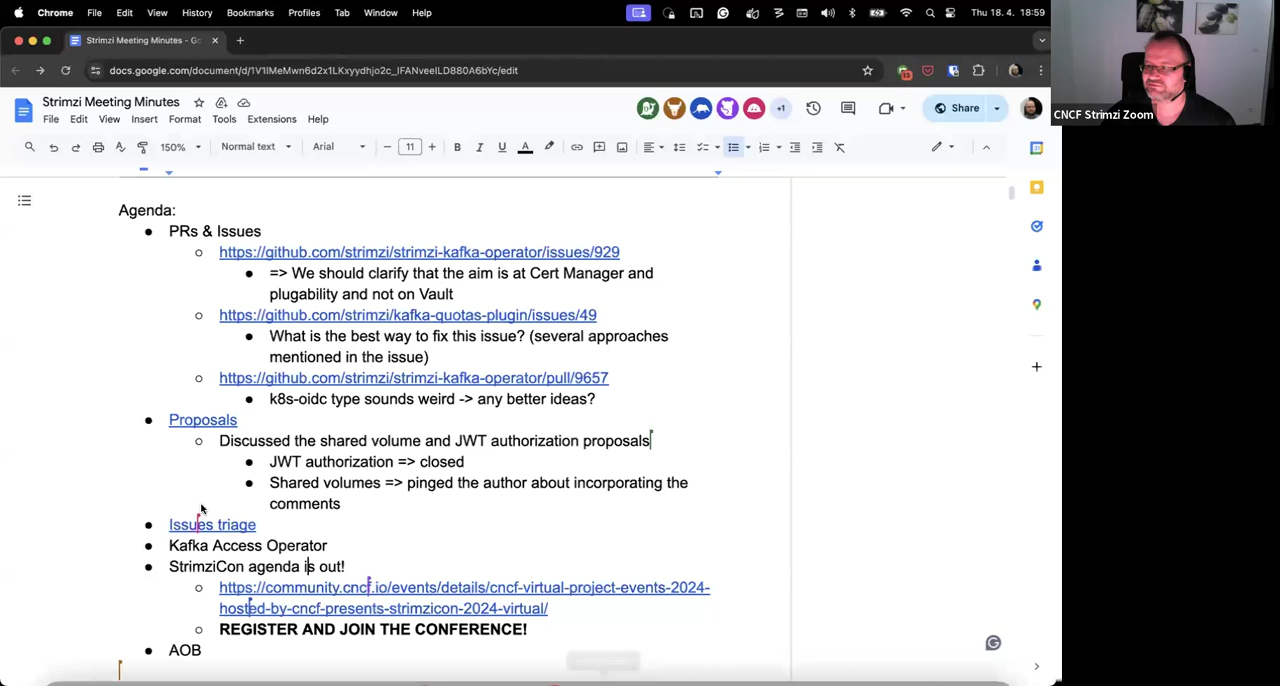 Chrome File Edit View History Bookmarks Profiles Tab Window Help Thu 18. 4. 18:59
Strimzi Meeting Minutes - Go
docs.google.com/document/d/1V1lMeMwn6d2x1LKxyydhjo2c_IFANveelLD880A6bYc/edit
13
Strimzi Meeting Minutes
+1
Share
CNCF Strimzi Zoom
File Edit View Insert Format Tools Extensions Help
150% Normal text Arial 11 B I U A
Agenda:
PRs & Issues
https://github.com/strimzi/strimzi-kafka-operator/issues/929
=> We should clarify that the aim is at Cert Manager and
plugability and not on Vault
https://github.com/strimzi/kafka-quotas-plugin/issues/49
What is the best way to fix this issue? (several approaches
mentioned in the issue)
https://github.com/strimzi/strimzi-kafka-operator/pull/9657
k8s-oidc type sounds weird -> any better ideas?
Proposals
Discussed the shared volume and JWT authorization proposals
JWT authorization => closed
Shared volumes => pinged the author about incorporating the
comments
Issues triage
Kafka Access Operator
StrimziCon agenda is out!
https://community.cncf.io/events/details/cncf-virtual-project-events-2024-
hosted-by-cncf-presents-strimzicon-2024-virtual/
REGISTER AND JOIN THE CONFERENCE!
AOB